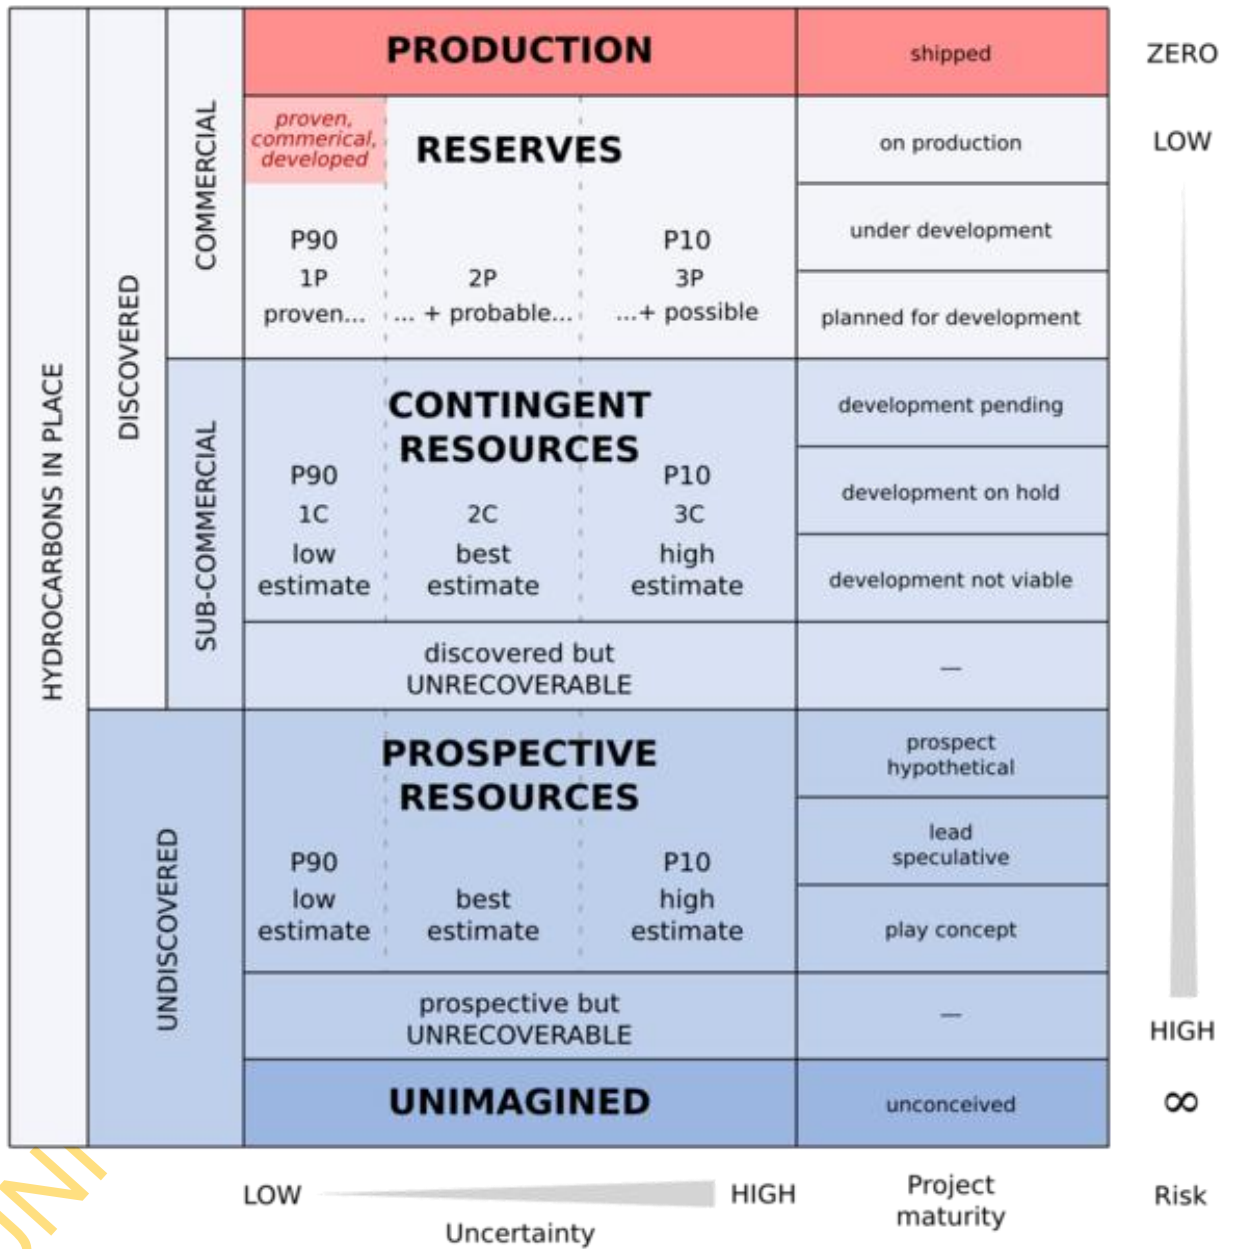 PRODUCTION
shipped
ZERO
proven,
commerical,
developed
RESERVES
on production
LOW
COMMERCIAL
P90
P10
under development
1P
2P
3P
proven...
... + probable...
...+ possible
planned for development
DISCOVERED
HYDROCARBONS IN PLACE
CONTINGENT
RESOURCES
development pending
SUB-COMMERCIAL
P90
P10
development on hold
1C
2C
3C
low
estimate
best
estimate
high
estimate
development not viable
discovered but
UNRECOVERABLE
—
PROSPECTIVE
RESOURCES
prospect
hypothetical
UNDISCOVERED
lead
speculative
P90
P10
low
estimate
best
estimate
high
estimate
play concept
prospective but
UNRECOVERABLE
—
HIGH
UNIMAGINED
unconceived
∞
LOW
HIGH
Uncertainty
Project
maturity
Risk